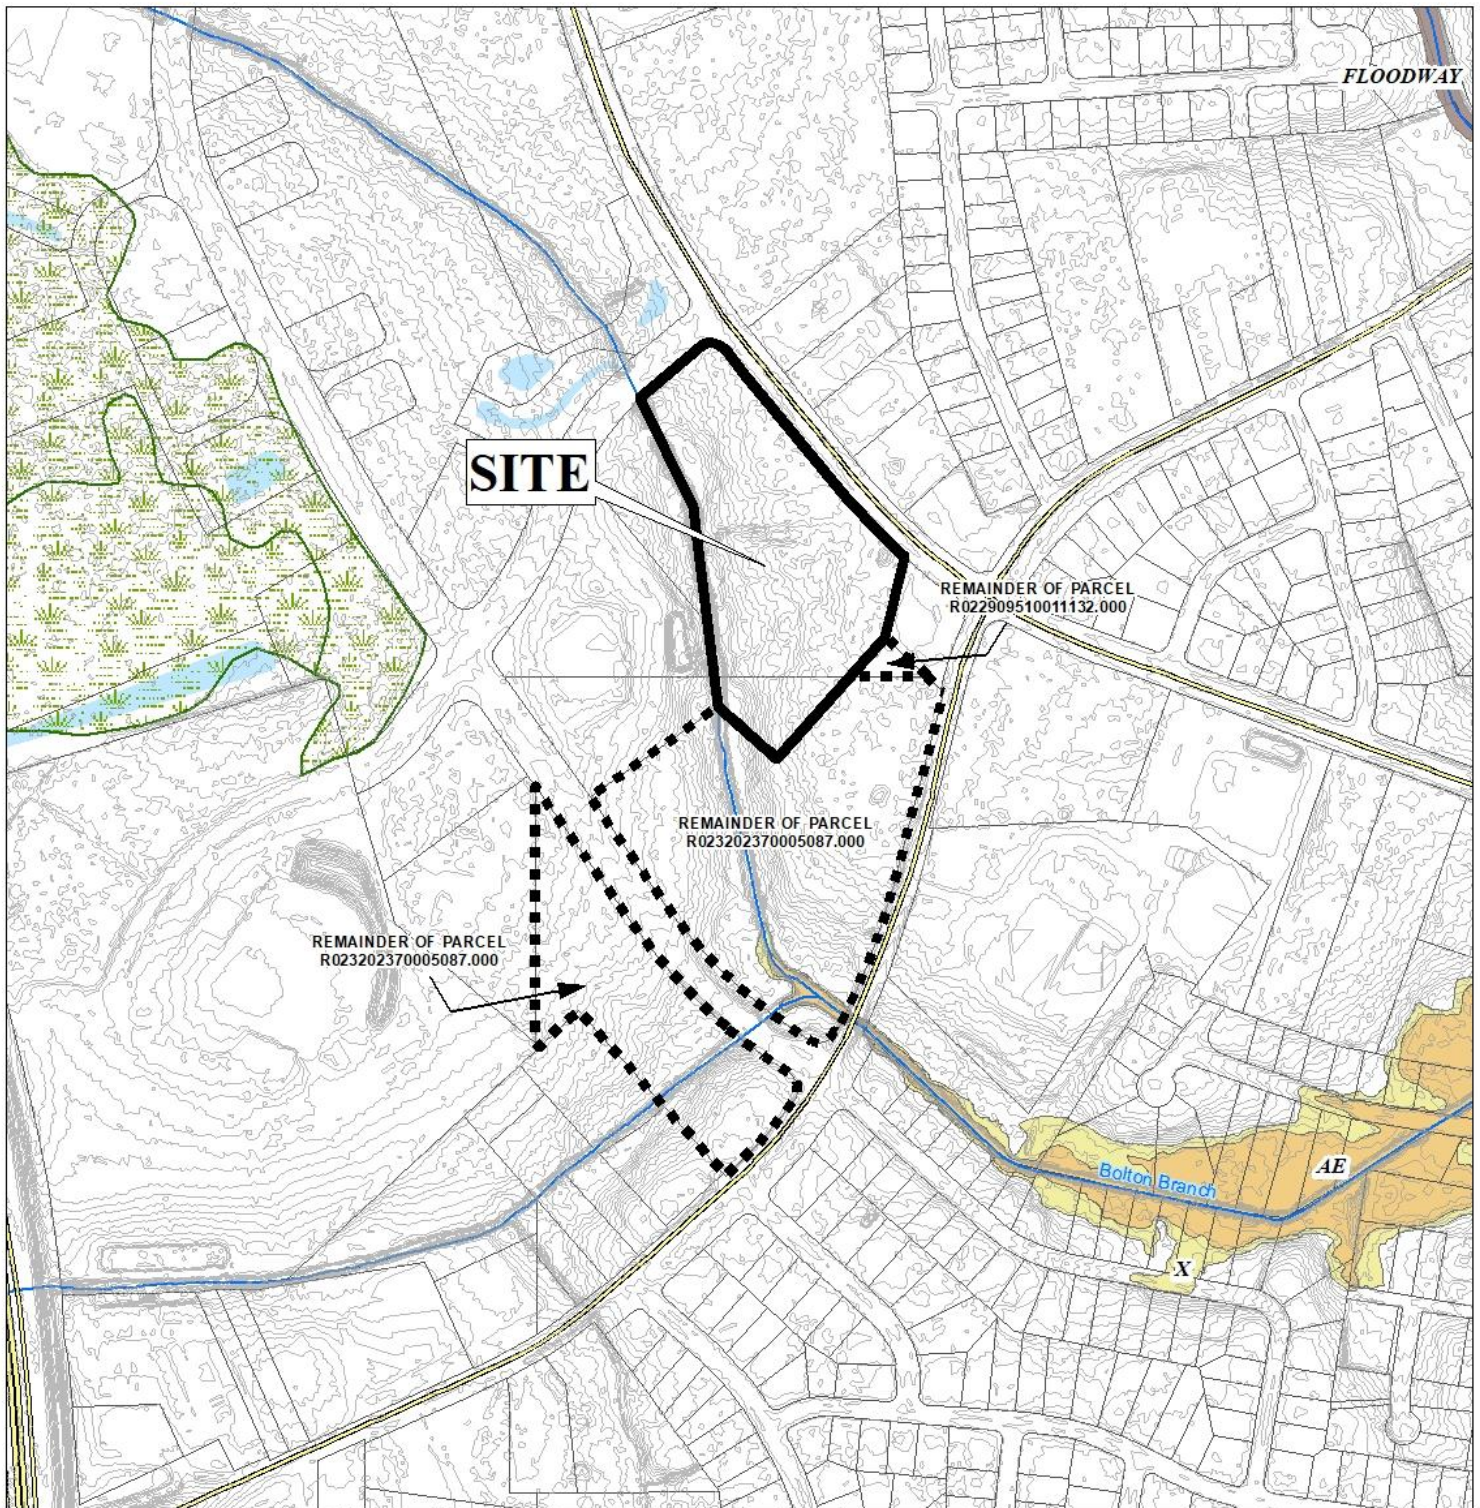 FLOODWAY
SITE
REMAINDER OF PARCEL
R022909510011132.000
REMAINDER OF PARCEL
R023202370005087.000
REMAINDER OF PARCEL
R023202370005087.000
AE
Bolton Branch
X